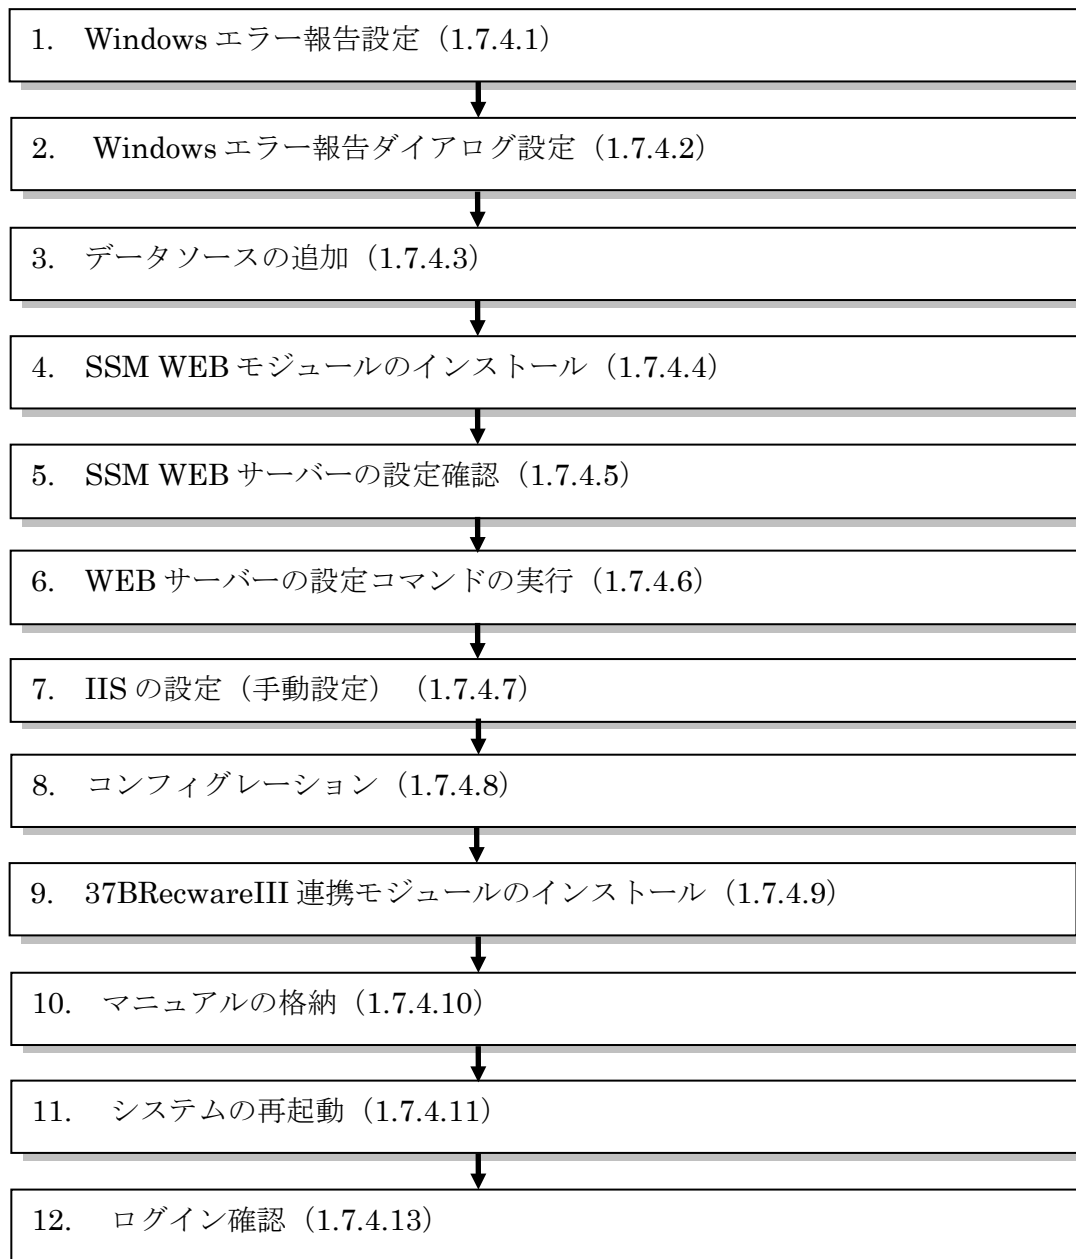 1. Windows エラー報告設定（1.7.4.1）
2. Windows エラー報告ダイアログ設定（1.7.4.2）
3. データソースの追加（1.7.4.3）
4. SSM WEB モジュールのインストール（1.7.4.4）
5. SSM WEB サーバーの設定確認（1.7.4.5）
6. WEB サーバーの設定コマンドの実行（1.7.4.6）
7. IIS の設定（手動設定）（1.7.4.7）
8. コンフィグレーション（1.7.4.8）
9. 37BRecwareIII 連携モジュールのインストール（1.7.4.9）
10. マニュアルの格納（1.7.4.10）
11. システムの再起動（1.7.4.11）
12. ログイン確認（1.7.4.13）